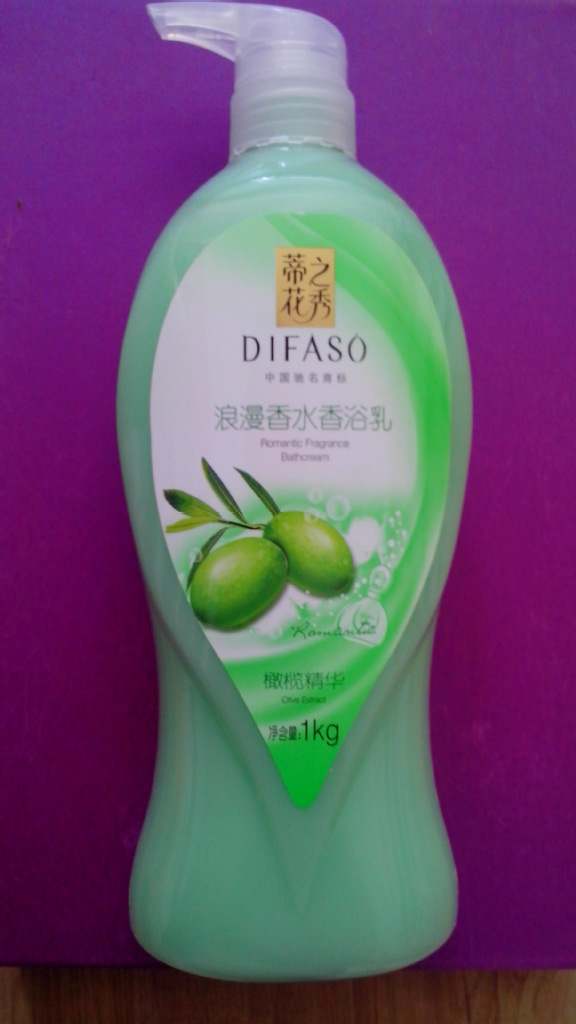 蒂之
花秀
DIFASO
中国驰名商标
浪漫香水香浴乳
Romantic Fragrance
Bathcream
Romantic
橄榄精华
Olive Extract
净含量:1kg